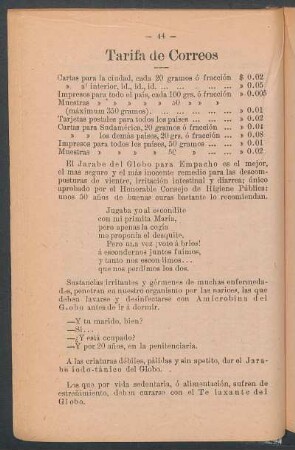 — 44 —
Tarifa de Correos
Cartas para la ciudad, cada 20 gramos ó fracción $ 0.02
» al interior, id., id., id. ... ... ... » 0.05
Impresos para todo el país, cada 100 grs. ó fracción » 0.005
Muestras » » » » 50 » »
(máximum 350 gramos). ... ... ... ... » 0.01
Tarjetas postales para todos los países ... ... » 0.02
Cartas para Sudamérica, 20 gramos ó fracción ... » 0.04
» » los demás países, 20 grs. ó fracción » 0.08
Impresos para todos los países, 50 gramos ... » 0.01
Muestras » » » 50 » ... » 0.02
El Jarabe del Globo para Empacho es el mejor,
el mas seguro y el más inocente remedio para las descom-
posturas de vientre, irritación intestinal y diarrea; único
aprobado por el Honorable Consejo de Higiene Pública:
unos 50 años de buenas curas bastante lo recomiendan.
Jugaba yo al escondite
con mi primita María,
pero apenas la cogía
me proponía el desquite.
Pero una vez ¡voto á bríos!
á escondernos juntos fuimos,
y tanto nos escondimos...
que nos perdimos los dos.
Sustancias irritantes y gérmenes de muchas enfermeda-
des, penetran en nuestro organismo por las narices, las que
deben lavarse y desinfectarse con Amicrobina del
Globo antes de ir á dormir.
—Y tu marido, bien?
—Sí...
—¿Y está ocupado?
—Y por 20 años, en la penitenciaría.
A las criaturas débiles, pálidas y sin apetito, dar el Jara-
be iodo-tánico del Globo.
Los que por vida sedentaria, ó alimentación, sufran de
estreñimiento, deben curarse con el Te laxante del
Globo.